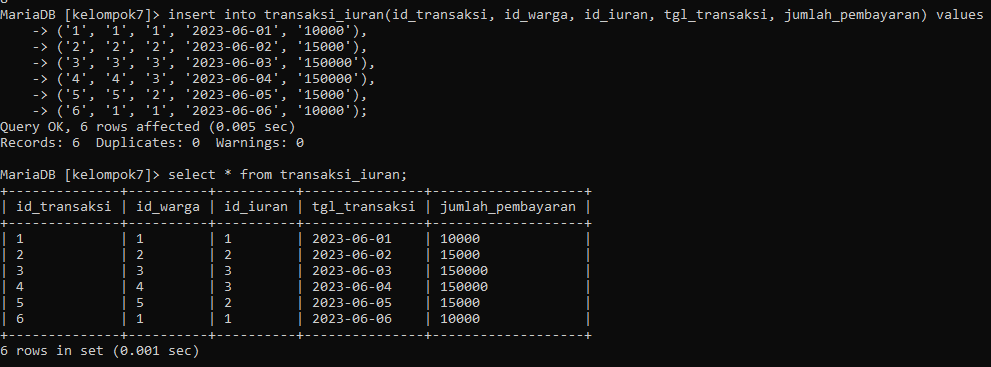 MariaDB [kelompok7]> insert into transaksi_iuran(id_transaksi, id_warga, id_iuran, tgl_transaksi, jumlah_pembayaran) values
    -> ('1', '1', '1', '2023-06-01', '10000'),
    -> ('2', '2', '2', '2023-06-02', '15000'),
    -> ('3', '3', '3', '2023-06-03', '150000'),
    -> ('4', '4', '3', '2023-06-04', '150000'),
    -> ('5', '5', '2', '2023-06-05', '15000'),
    -> ('6', '1', '1', '2023-06-06', '10000');
Query OK, 6 rows affected (0.005 sec)
Records: 6  Duplicates: 0  Warnings: 0

MariaDB [kelompok7]> select * from transaksi_iuran;
+--------------+----------+----------+---------------+-------------------+
| id_transaksi | id_warga | id_iuran | tgl_transaksi | jumlah_pembayaran |
+--------------+----------+----------+---------------+-------------------+
| 1            | 1        | 1        | 2023-06-01    | 10000             |
| 2            | 2        | 2        | 2023-06-02    | 15000             |
| 3            | 3        | 3        | 2023-06-03    | 150000            |
| 4            | 4        | 3        | 2023-06-04    | 150000            |
| 5            | 5        | 2        | 2023-06-05    | 15000             |
| 6            | 1        | 1        | 2023-06-06    | 10000             |
+--------------+----------+----------+---------------+-------------------+
6 rows in set (0.001 sec)